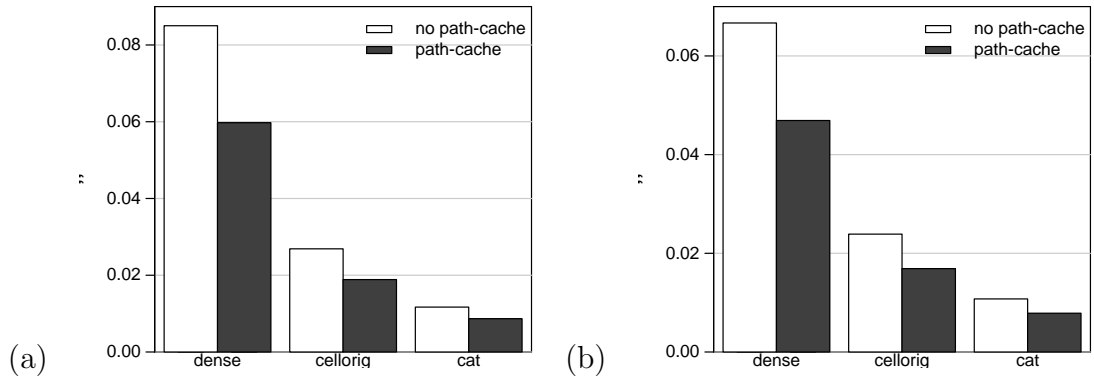 no path-cache
path-cache
0.08
0.06
0.04
0.02
0.00
,,
dense cellorig cat
(a)
no path-cache
path-cache
0.06
0.04
0.02
0.00
,,
dense cellorig cat
(b)